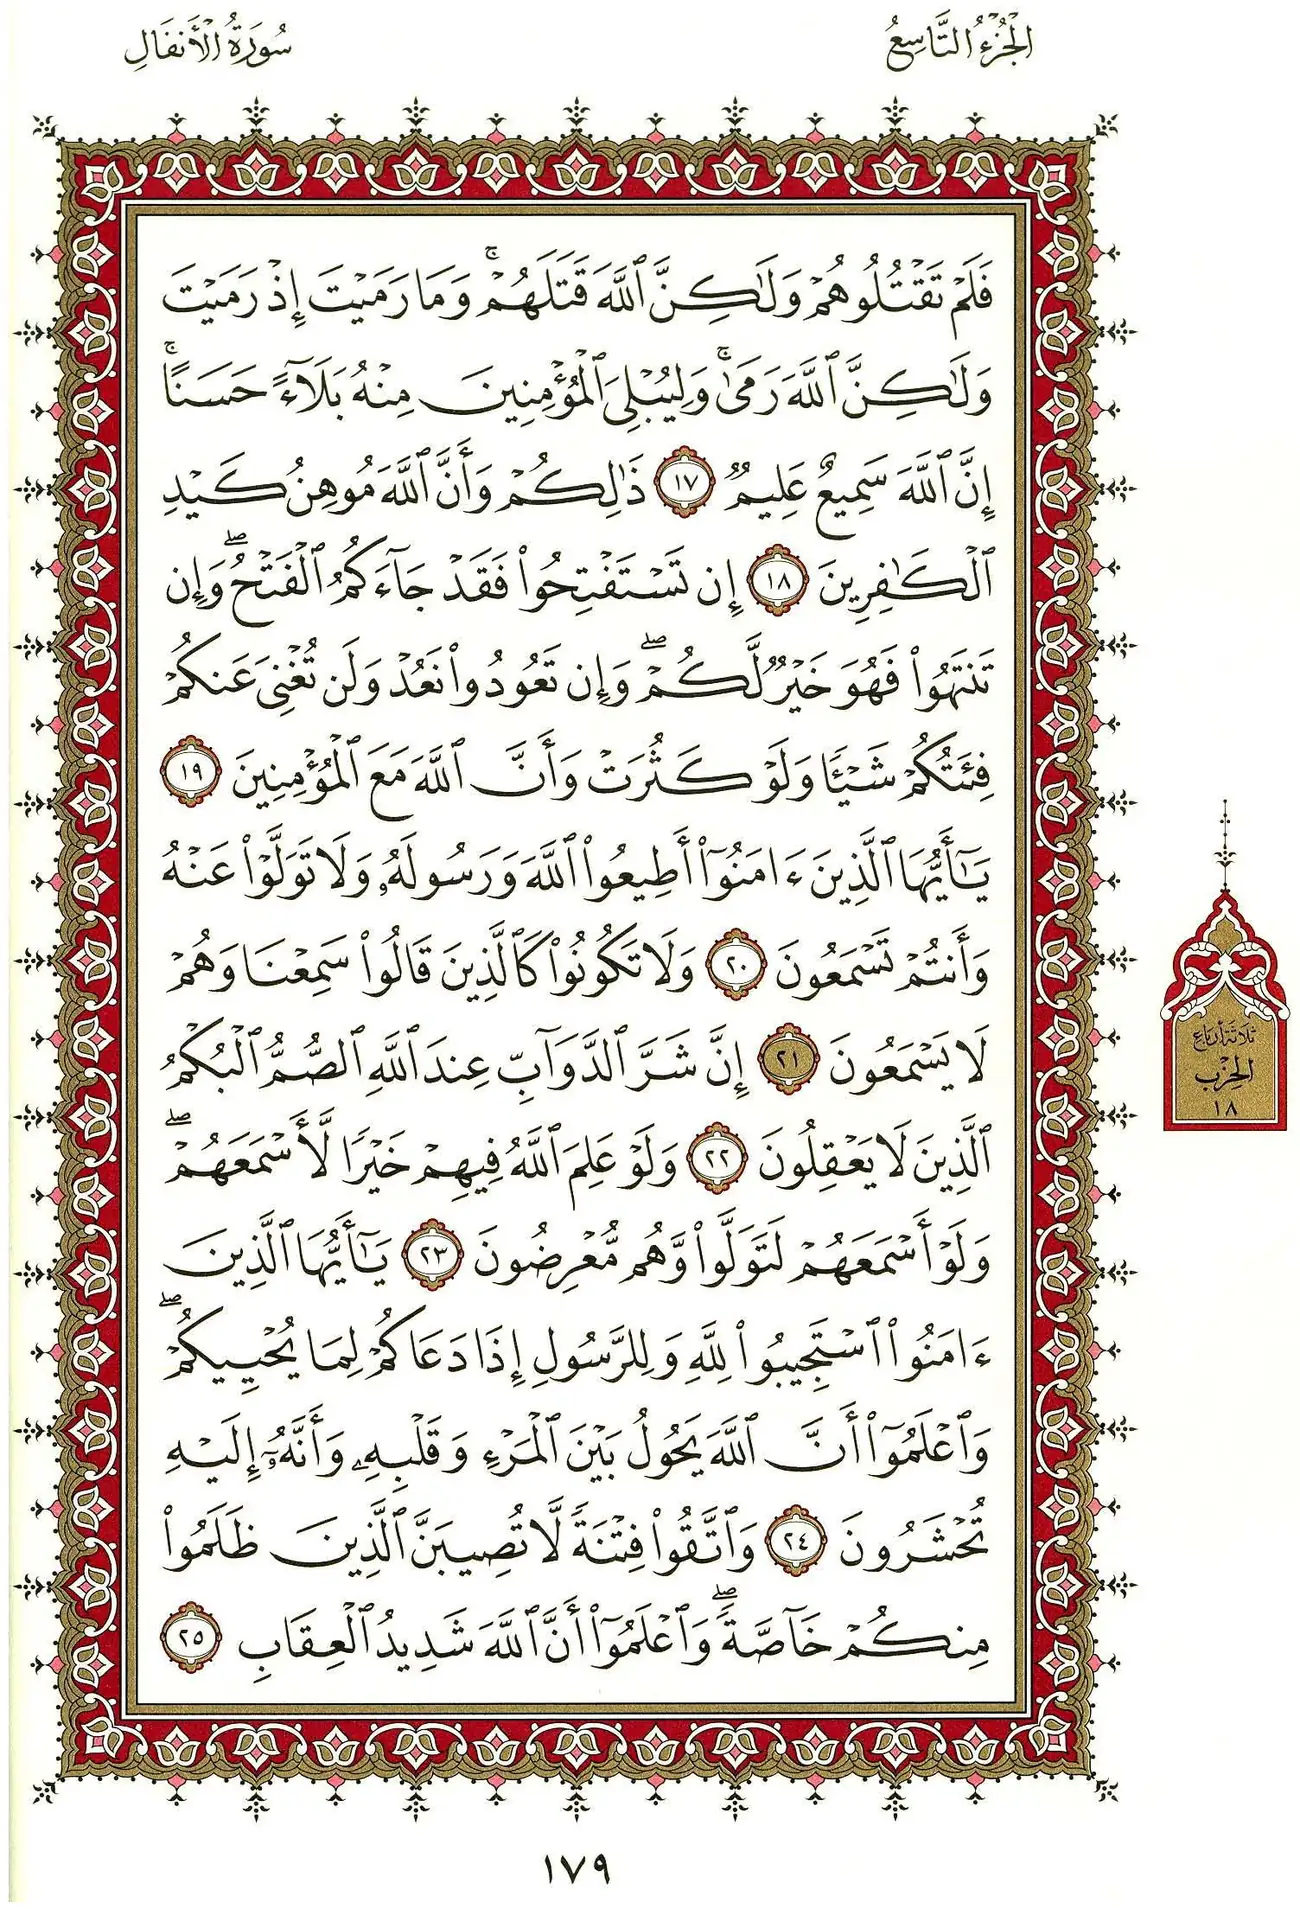 الجزء التاسع
سورة الأنفال
فَلَمْ تَقْتُلُوهُمْ وَلَٰكِنَّ ٱللَّهَ قَتَلَهُمْ ۚ وَمَا رَمَيْتَ إِذْ رَمَيْتَ
وَلَٰكِنَّ ٱللَّهَ رَمَىٰ ۚ وَلِيُبْلِىَ ٱلْمُؤْمِنِينَ مِنْهُ بَلَآءً حَسَنًا ۚ
إِنَّ ٱللَّهَ سَمِيعٌ عَلِيمٌ ١٧ ذَٰلِكُمْ وَأَنَّ ٱللَّهَ مُوهِنُ كَيْدِ
ٱلْكَٰفِرِينَ ١٨ إِن تَسْتَفْتِحُوا۟ فَقَدْ جَآءَكُمُ ٱلْفَتْحُ ۖ وَإِن
تَنتَهُوا۟ فَهُوَ خَيْرٌ لَّكُمْ ۖ وَإِن تَعُودُوا۟ نَعُدْ وَلَن تُغْنِىَ عَنكُمْ
فِئَتُكُمْ شَيْـًٔا وَلَوْ كَثُرَتْ وَأَنَّ ٱللَّهَ مَعَ ٱلْمُؤْمِنِينَ ١٩
يَٰٓأَيُّهَا ٱلَّذِينَ ءَامَنُوٓا۟ أَطِيعُوا۟ ٱللَّهَ وَرَسُولَهُۥ وَلَا تَوَلَّوْا۟ عَنْهُ
وَأَنتُمْ تَسْمَعُونَ ٢٠ وَلَا تَكُونُوا۟ كَٱلَّذِينَ قَالُوا۟ سَمِعْنَا وَهُمْ
لَا يَسْمَعُونَ ٢١ إِنَّ شَرَّ ٱلدَّوَآبِّ عِندَ ٱللَّهِ ٱلصُّمُّ ٱلْبُكْمُ
ٱلَّذِينَ لَا يَعْقِلُونَ ٢٢ وَلَوْ عَلِمَ ٱللَّهُ فِيهِمْ خَيْرًا لَّأَسْمَعَهُمْ ۖ
وَلَوْ أَسْمَعَهُمْ لَتَوَلَّوا۟ وَّهُم مُّعْرِضُونَ ٢٣ يَٰٓأَيُّهَا ٱلَّذِينَ
ءَامَنُوا۟ ٱسْتَجِيبُوا۟ لِلَّهِ وَلِلرَّسُولِ إِذَا دَعَاكُمْ لِمَا يُحْيِيكُمْ ۖ
وَٱعْلَمُوٓا۟ أَنَّ ٱللَّهَ يَحُولُ بَيْنَ ٱلْمَرْءِ وَقَلْبِهِۦ وَأَنَّهُۥٓ إِلَيْهِ
تُحْشَرُونَ ٢٤ وَٱتَّقُوا۟ فِتْنَةً لَّا تُصِيبَنَّ ٱلَّذِينَ ظَلَمُوا۟
مِنكُمْ خَآصَّةً ۖ وَٱعْلَمُوٓا۟ أَنَّ ٱللَّهَ شَدِيدُ ٱلْعِقَابِ ٢٥
ثلاثة أرباع
الحزب
١٨
١٧٩